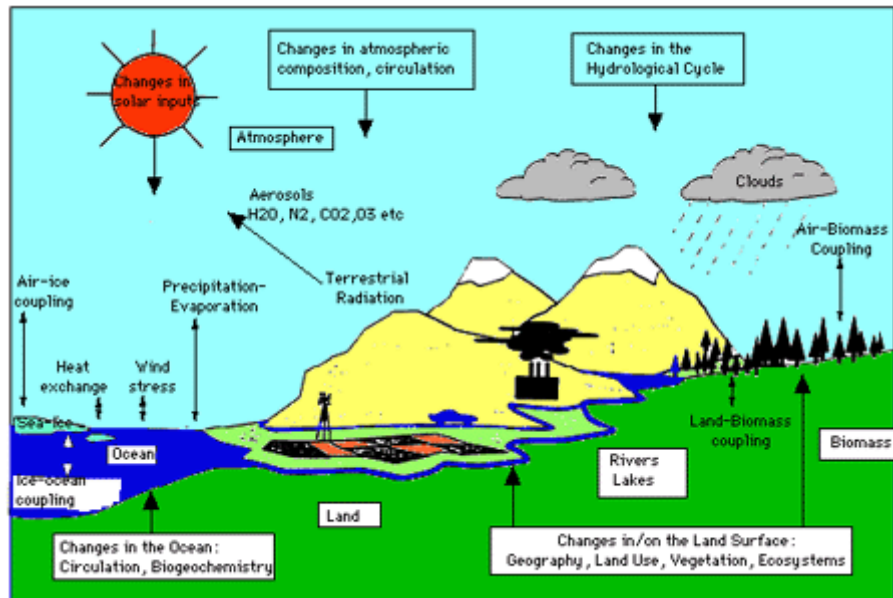 Changes in atmospheric
composition, circulation
Changes in the
Hydrological Cycle
Changes in
solar inputs
Atmosphere
Clouds
Aerosols
H2O, N2, CO2,O3 etc
Air-Biomass
Coupling
Air-ice
coupling
Precipitation-
Evaporation
Terrestrial
Radiation
Heat
exchange
Wind
stress
Sea-ice
Land-Biomass
coupling
Biomass
Ocean
Rivers
Lakes
Ice-ocean
coupling
Land
Changes in the Ocean:
Circulation, Biogeochemistry
Changes in/on the Land Surface:
Geography, Land Use, Vegetation, Ecosystems